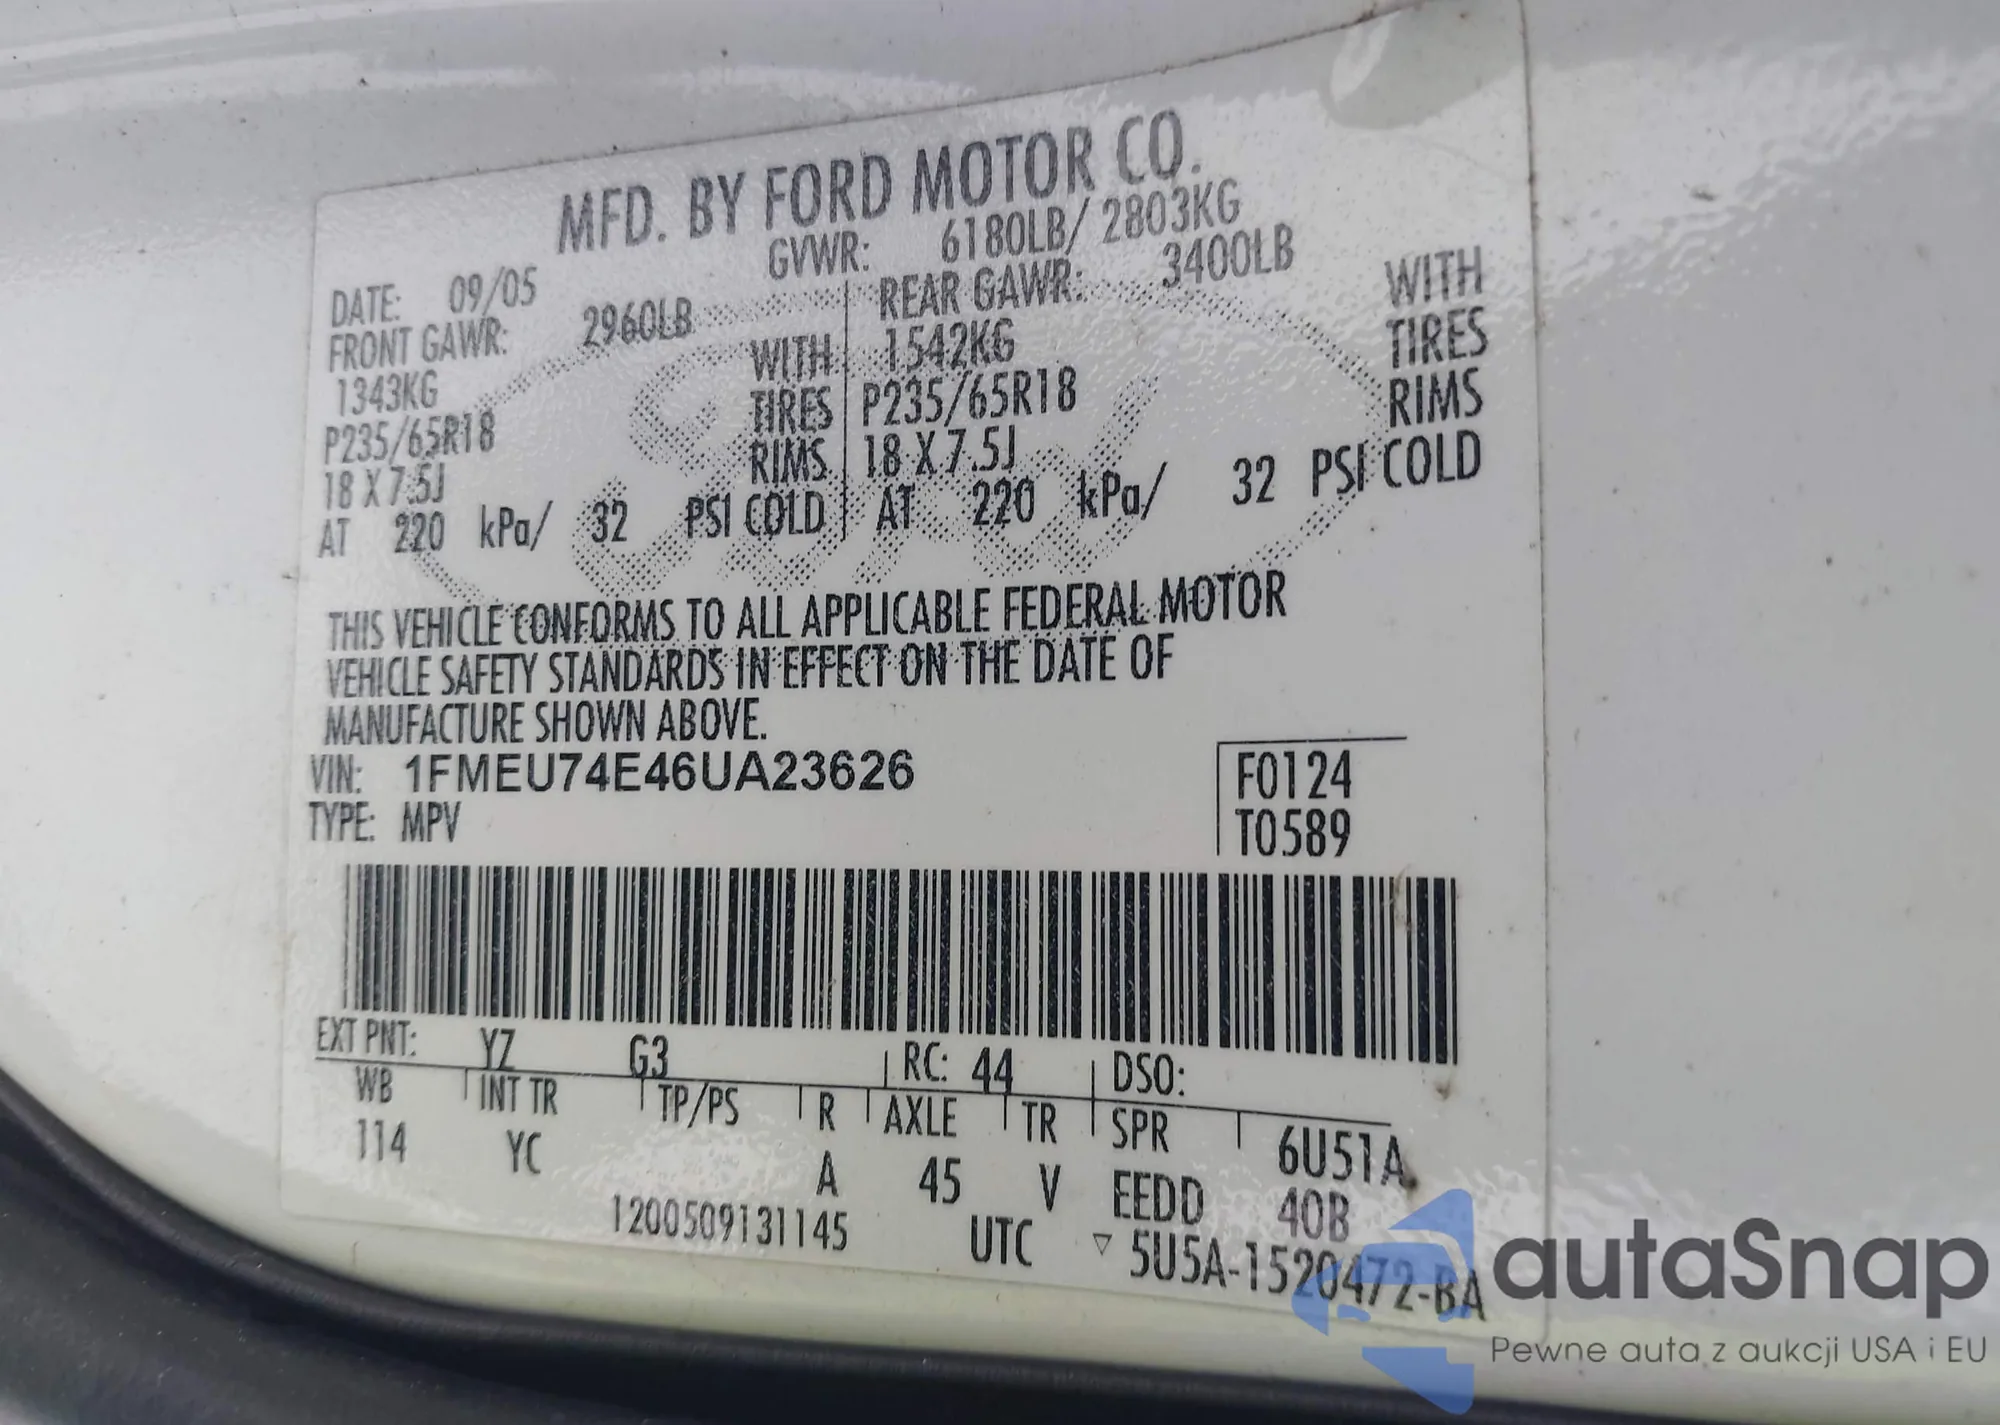 MFD. BY FORD MOTOR CO.
DATE: 09/05 GVWR: 6180LB/ 2803KG
FRONT GAWR: 2960LB REAR GAWR: 3400LB
1343KG WITH 1542KG WITH
P235/65R18 TIRES P235/65R18 TIRES
18 X 7.5J RIMS 18 X 7.5J RIMS
AT 220 kPa/ 32 PSI COLD AT 220 kPa/ 32 PSI COLD
THIS VEHICLE CONFORMS TO ALL APPLICABLE FEDERAL MOTOR
VEHICLE SAFETY STANDARDS IN EFFECT ON THE DATE OF
MANUFACTURE SHOWN ABOVE.
VIN: 1FMEU74E46UA23626 F0124
TYPE: MPV T0589
EXT PNT: YZ G3 RC: 44 DSO:
WB INT TR TP/PS R AXLE TR SPR 6U51A
114 YC A 45 V EEDD 40B
1200509131145 UTC ▽ 5U5A-1520472-BA
autaSnap
Pewne auta z aukcji USA i EU